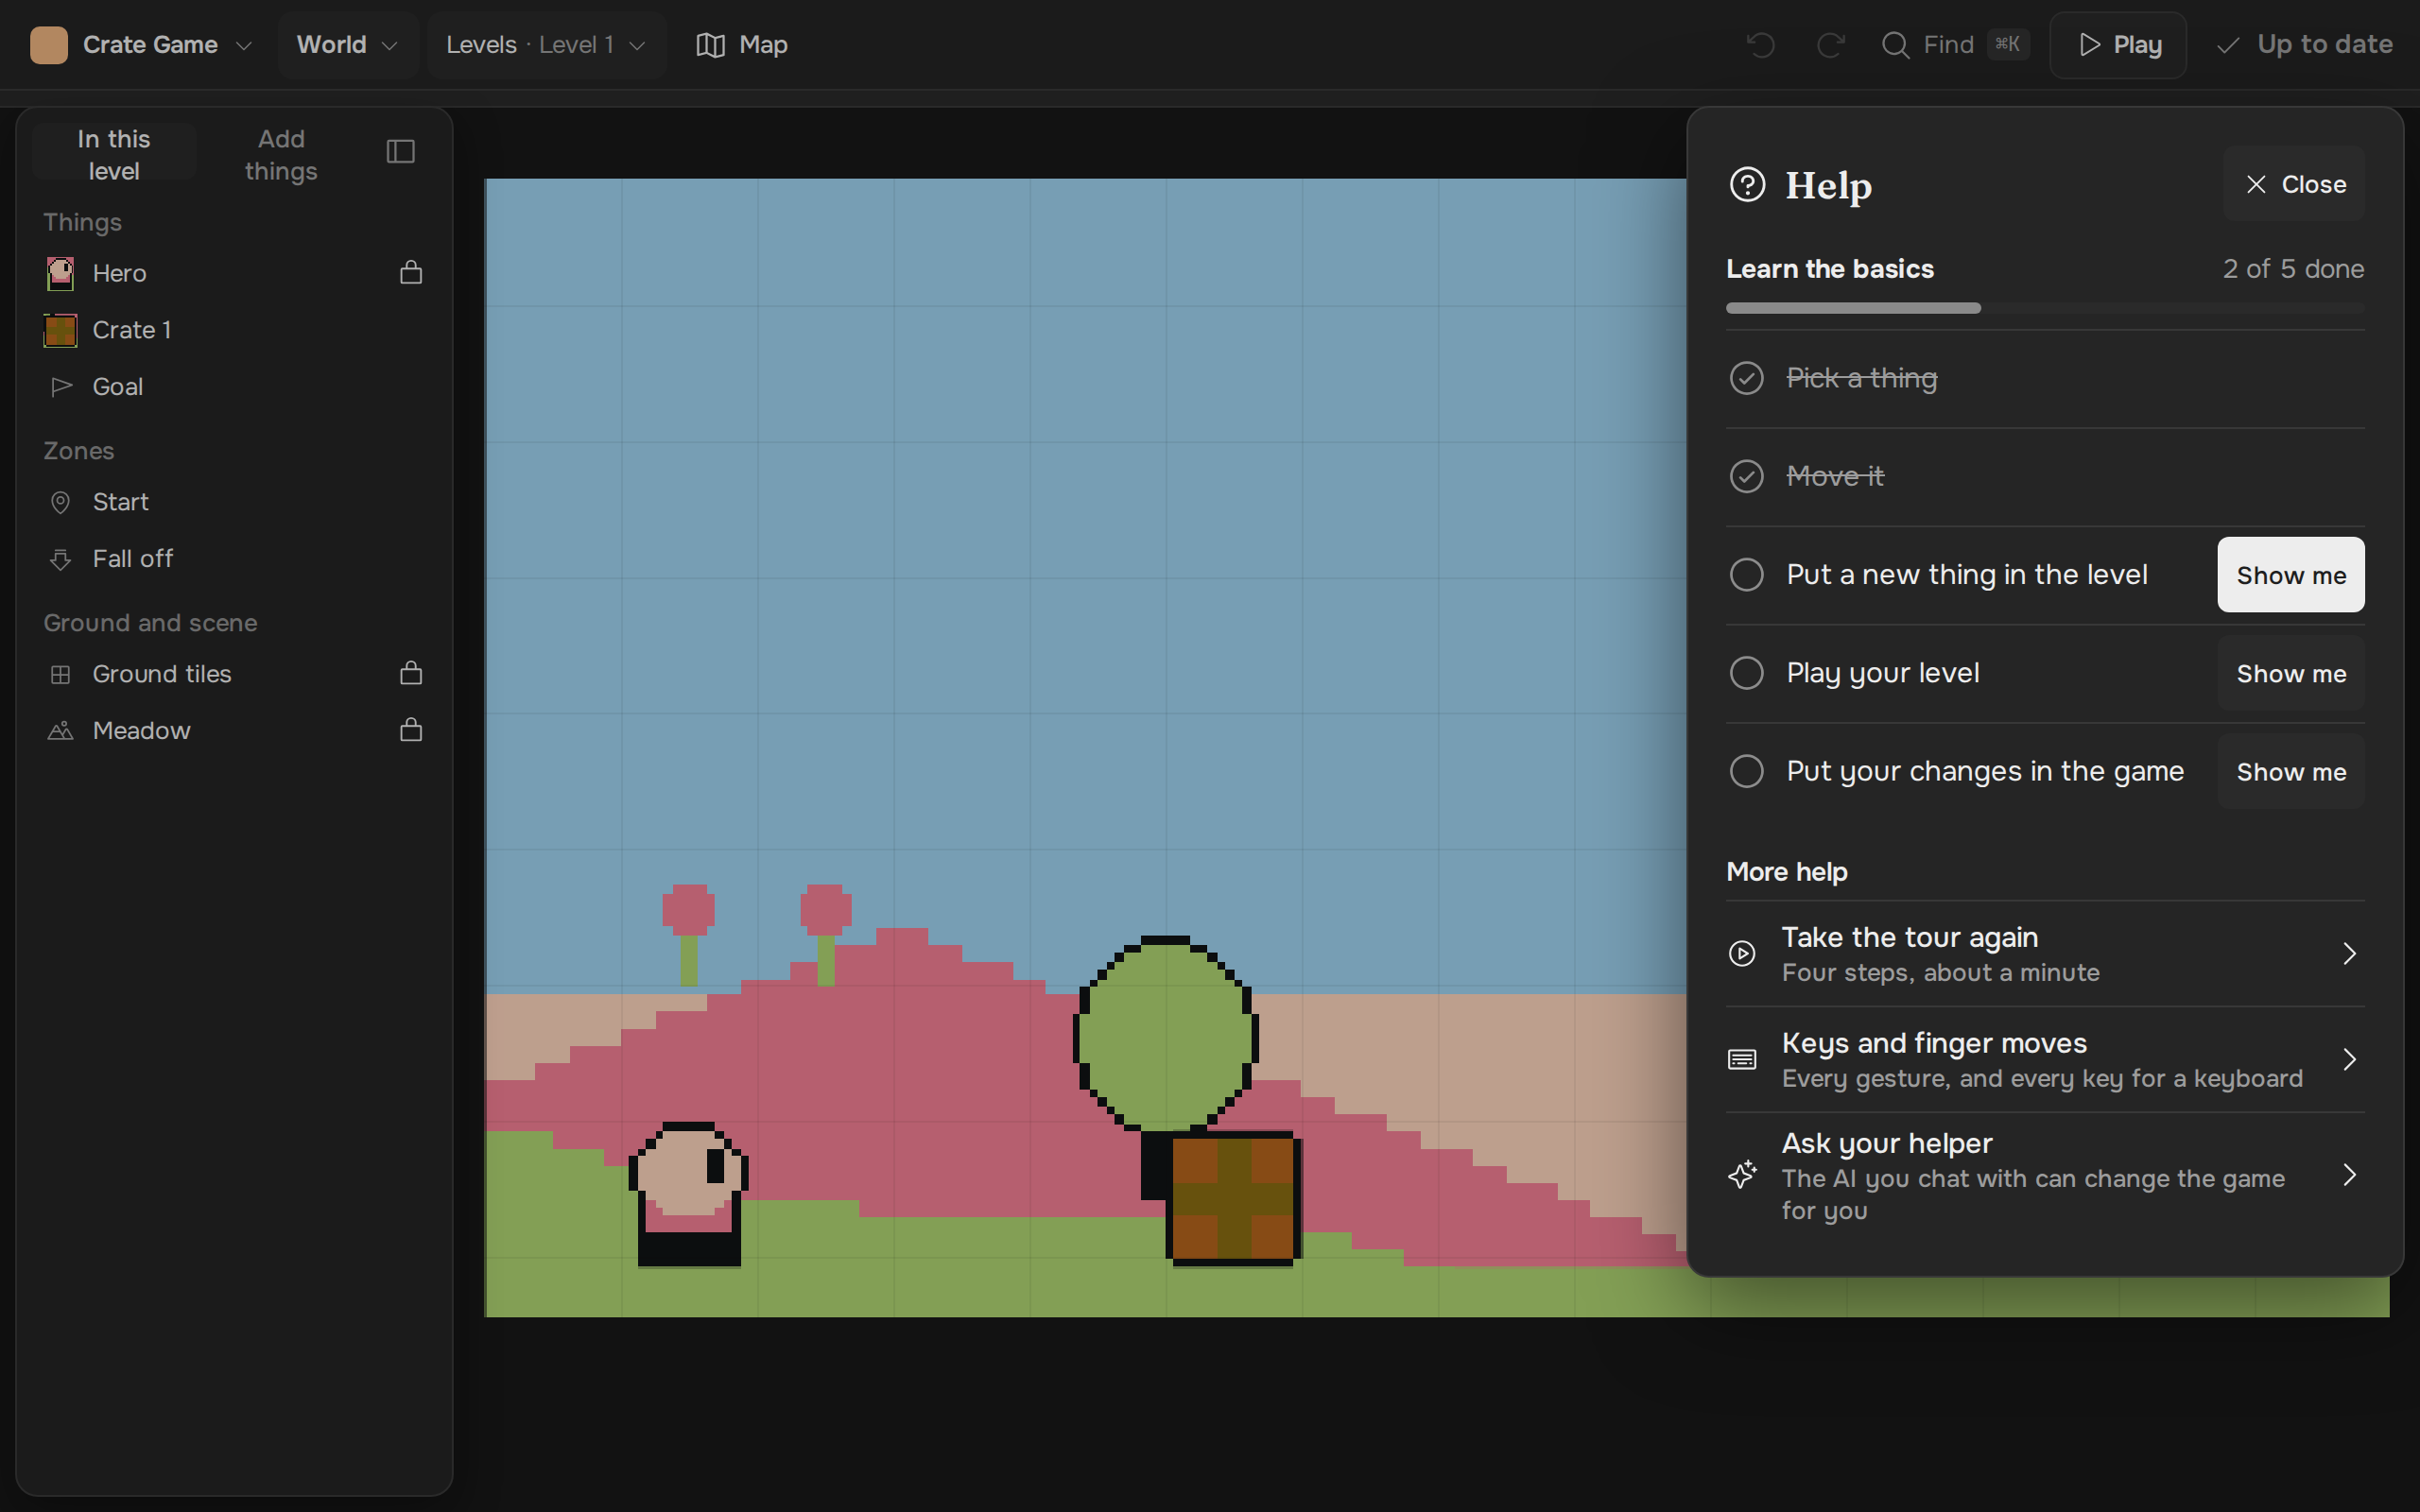 Crate Game
World
Levels · Level 1
Map
Find ⌘K
Play
Up to date
In this
level
Add
things
Things
Hero
Crate 1
Goal
Zones
Start
Fall off
Ground and scene
Ground tiles
Meadow
Help
Close
Learn the basics
2 of 5 done
Pick a thing
Move it
Put a new thing in the level
Show me
Play your level
Show me
Put your changes in the game
Show me
More help
Take the tour again
Four steps, about a minute
Keys and finger moves
Every gesture, and every key for a keyboard
Ask your helper
The AI you chat with can change the game
for you